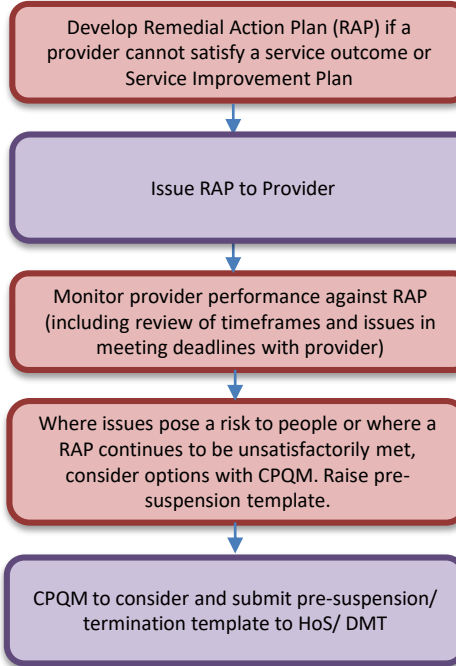 Develop Remedial Action Plan (RAP) if a
provider cannot satisfy a service outcome or
Service Improvement Plan
Issue RAP to Provider
Monitor provider performance against RAP
(including review of timeframes and issues in
meeting deadlines with provider)
Where issues pose a risk to people or where a
RAP continues to be unsatisfactorily met,
consider options with CPQM. Raise pre-
suspension template.
CPQM to consider and submit pre-suspension/
termination template to HoS/ DMT